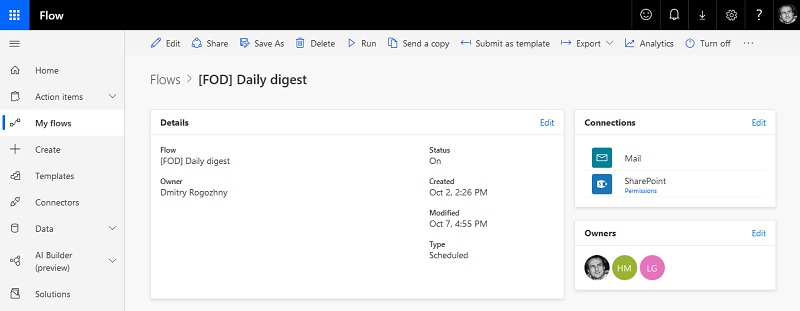 Flow
?
Edit
Share
Save As
Delete
Run
Send a copy
Submit as template
Export
Analytics
Turn off
···
Home
Action items
My flows
Create
Templates
Connectors
Data
AI Builder
(preview)
Solutions
Flows > [FOD] Daily digest
Details
Edit
Flow
[FOD] Daily digest
Owner
Dmitry Rogozhny
Status
On
Created
Oct 2, 2:26 PM
Modified
Oct 7, 4:55 PM
Type
Scheduled
Connections
Edit
Mail
SharePoint
Permissions
Owners
Edit
HM
LG